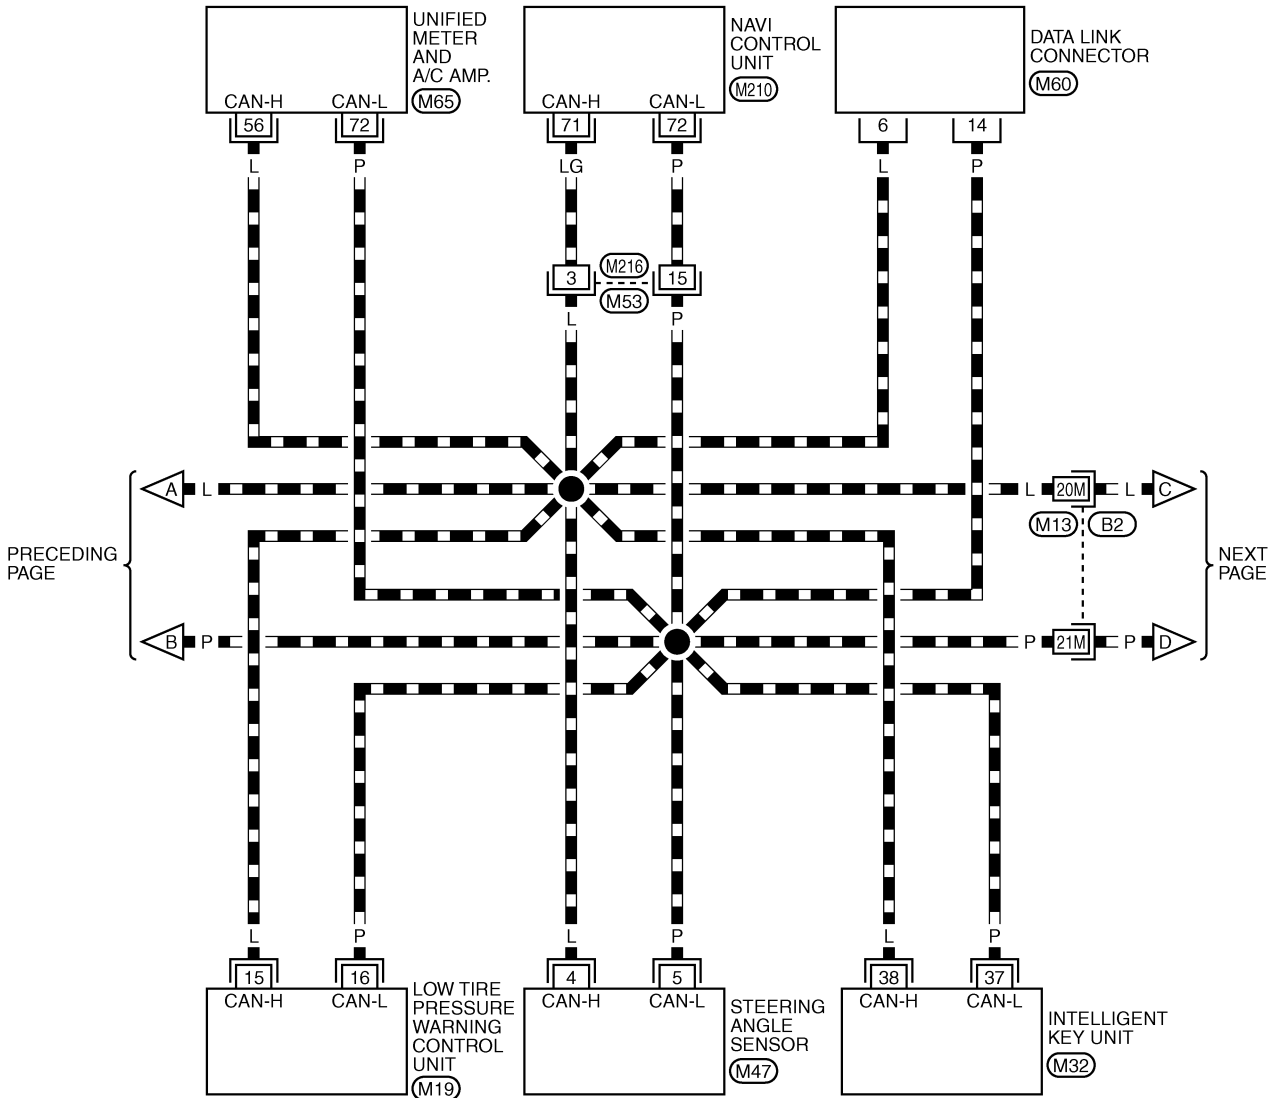 UNIFIED
METER
AND
A/C AMP.
M65
CAN-H CAN-L
56 72
L P
NAVI
CONTROL
UNIT
M210
CAN-H CAN-L
71 72
LG P
DATA LINK
CONNECTOR
M60
6 14
L P
3 M216 15
M53
L P
PRECEDING
PAGE
A L
B P
L 20M L C
M13 B2
P 21M P D
NEXT
PAGE
L P
15 16
CAN-H CAN-L
LOW TIRE
PRESSURE
WARNING
CONTROL
UNIT
M19
L P
4 5
CAN-H CAN-L
STEERING
ANGLE
SENSOR
M47
L P
38 37
CAN-H CAN-L
INTELLIGENT
KEY UNIT
M32